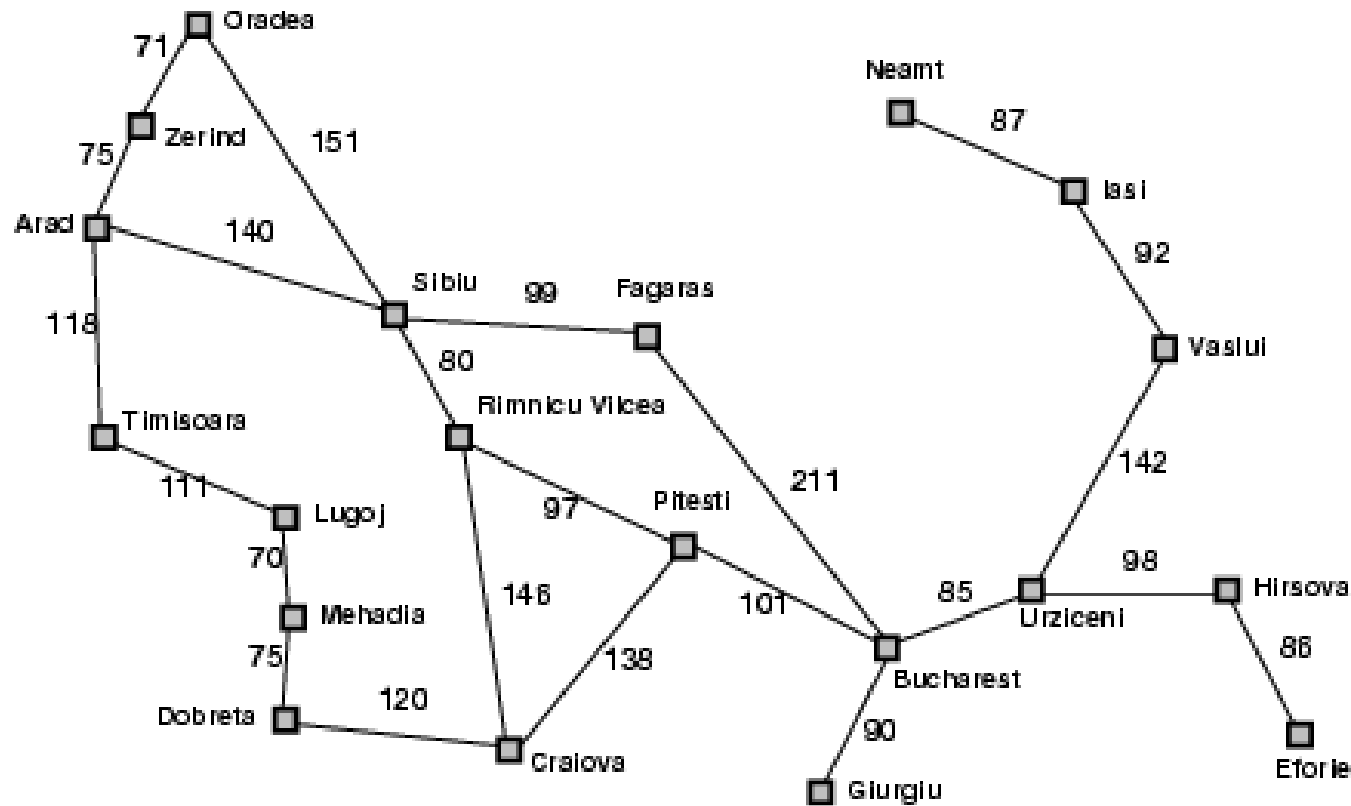 Oradea
71
Neamt
87
Zerind
151
75
Iasi
Arad
140
92
Sibiu
99
Fagaras
118
80
Vaslui
Timisoara
Rimnicu Vilcea
142
211
111
Lugoj
97
Pitesti
70
98
Hirsova
146
101
85
Mehadia
Urziceni
138
86
75
Bucharest
120
Dobreta
90
Craiova
Eforie
Giurgiu